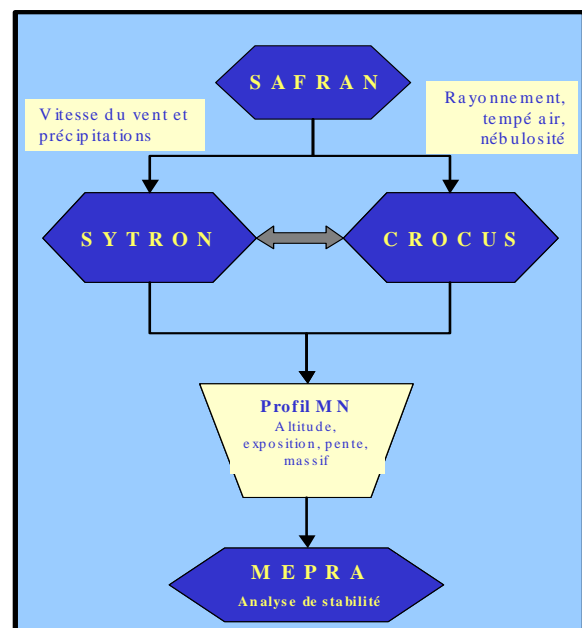 SAFRAN
Vitesse du vent et
précipitations
Rayonnement,
tempé air,
nébulosité
SYTRON
CROCUS
Profil MN
Altitude,
exposition, pente,
massif
MEPRA
Analyse de stabilité